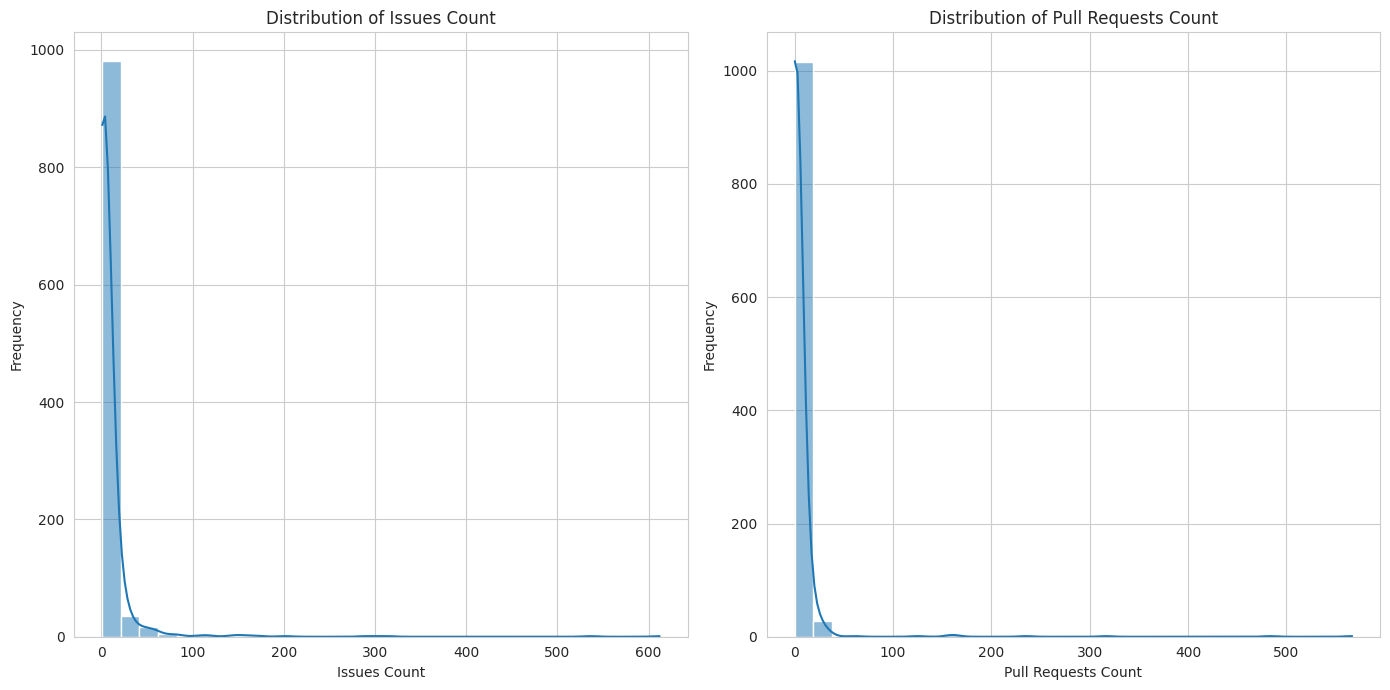 Distribution of Issues Count
1000
800
600
400
200
0
Frequency
0 100 200 300 400 500 600
Issues Count
Distribution of Pull Requests Count
1000
800
600
400
200
0
Frequency
0 100 200 300 400 500
Pull Requests Count